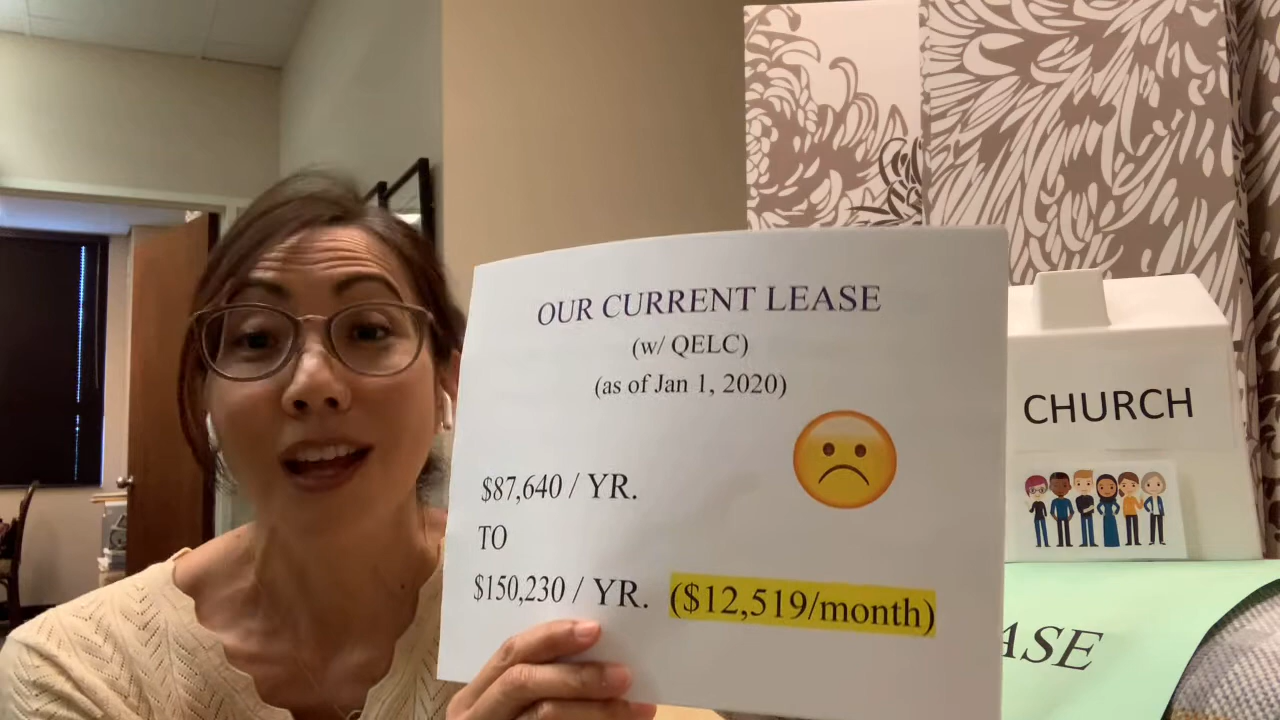 OUR CURRENT LEASE
(w/ QELC)
(as of Jan 1, 2020)
$87,640 / YR.
TO
$150,230 / YR. ($12,519/month)
CHURCH
ASE